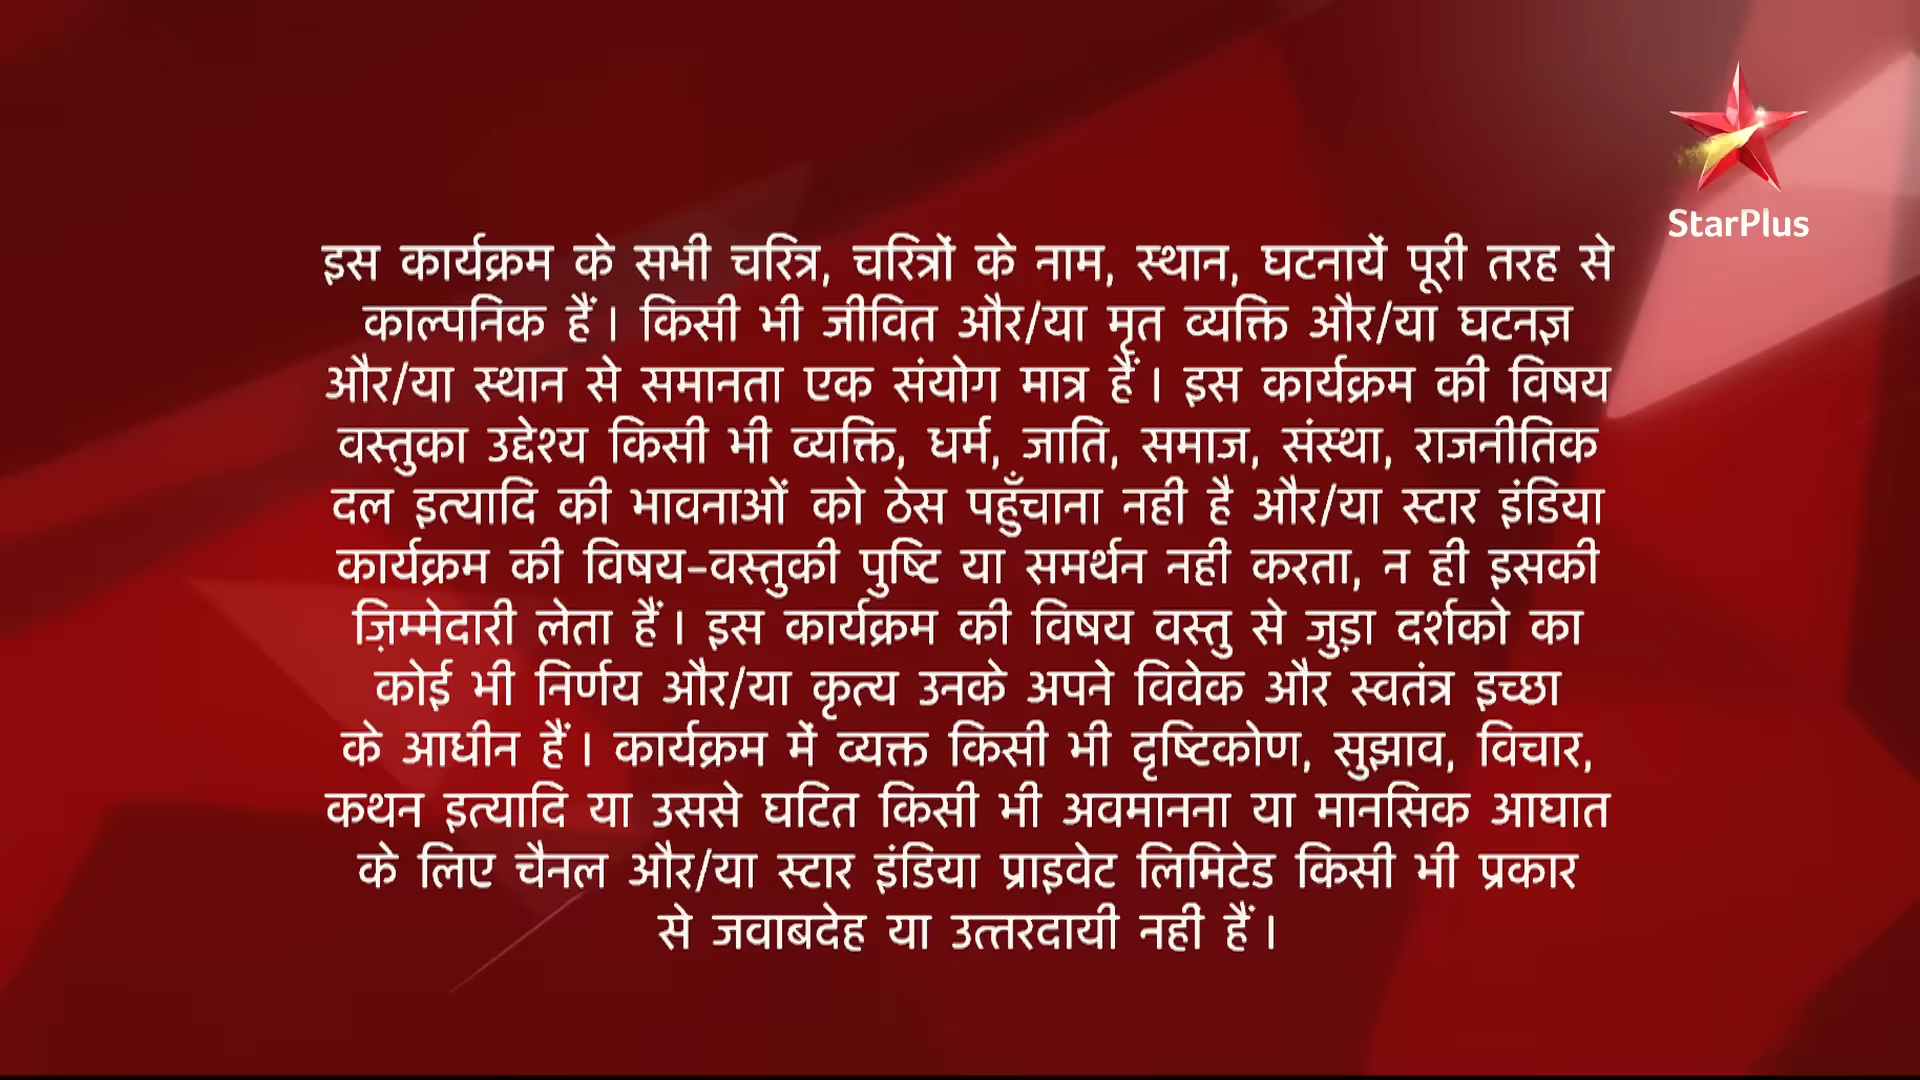 StarPlus
इस कार्यक्रम के सभी चरित्र, चरित्रों के नाम, स्थान, घटनायें पूरी तरह से
काल्पनिक हैं। किसी भी जीवित और/या मृत व्यक्ति और/या घटनज्ञ
और/या स्थान से समानता एक संयोग मात्र हैं। इस कार्यक्रम की विषय
वस्तुका उद्देश्य किसी भी व्यक्ति, धर्म, जाति, समाज, संस्था, राजनीतिक
दल इत्यादि की भावनाओं को ठेस पहुँचाना नही है और/या स्टार इंडिया
कार्यक्रम की विषय-वस्तुकी पुष्टि या समर्थन नहीं करता, न ही इसकी
ज़िम्मेदारी लेता हैं। इस कार्यक्रम की विषय वस्तु से जुड़ा दर्शको का
कोई भी निर्णय और/या कृत्य उनके अपने विवेक और स्वतंत्र इच्छा
के आधीन हैं। कार्यक्रम में व्यक्त किसी भी दृष्टिकोण, सुझाव, विचार,
कथन इत्यादि या उससे घटित किसी भी अवमानना या मानसिक आघात
के लिए चैनल और/या स्टार इंडिया प्राइवेट लिमिटेड किसी भी प्रकार
से जवाबदेह या उत्तरदायी नहीं हैं।